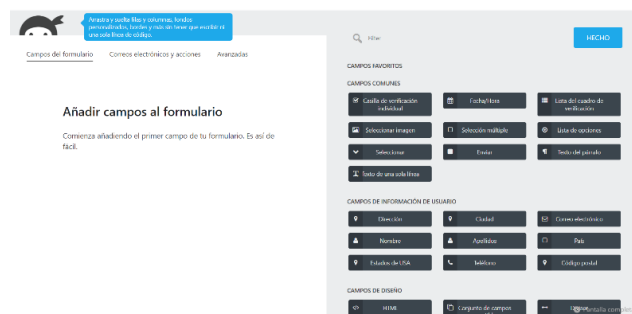 Arrastra y suelta filas y columnas, fondos
personalizados, bordes y más sin tener que escribir ni
una sola línea de código.
Filter
HECHO
Campos del formulario
Correos electrónicos y acciones
Avanzadas
CAMPOS FAVORITOS
CAMPOS COMUNES
Casilla de verificación
individual
Fecha/Hora
Lista del cuadro de
verificación
Añadir campos al formulario
Seleccionar imagen
Selección múltiple
Lista de opciones
Comienza añadiendo el primer campo de tu formulario. Es así de
fácil.
Seleccionar
Enviar
Texto del párrafo
Texto de una sola línea
CAMPOS DE INFORMACIÓN DE USUARIO
Dirección
Ciudad
Correo electrónico
Nombre
Apellidos
País
Estados de USA
Teléfono
Código postal
CAMPOS DE DISEÑO
HTML
Conjunto de campos
Pantalla completa